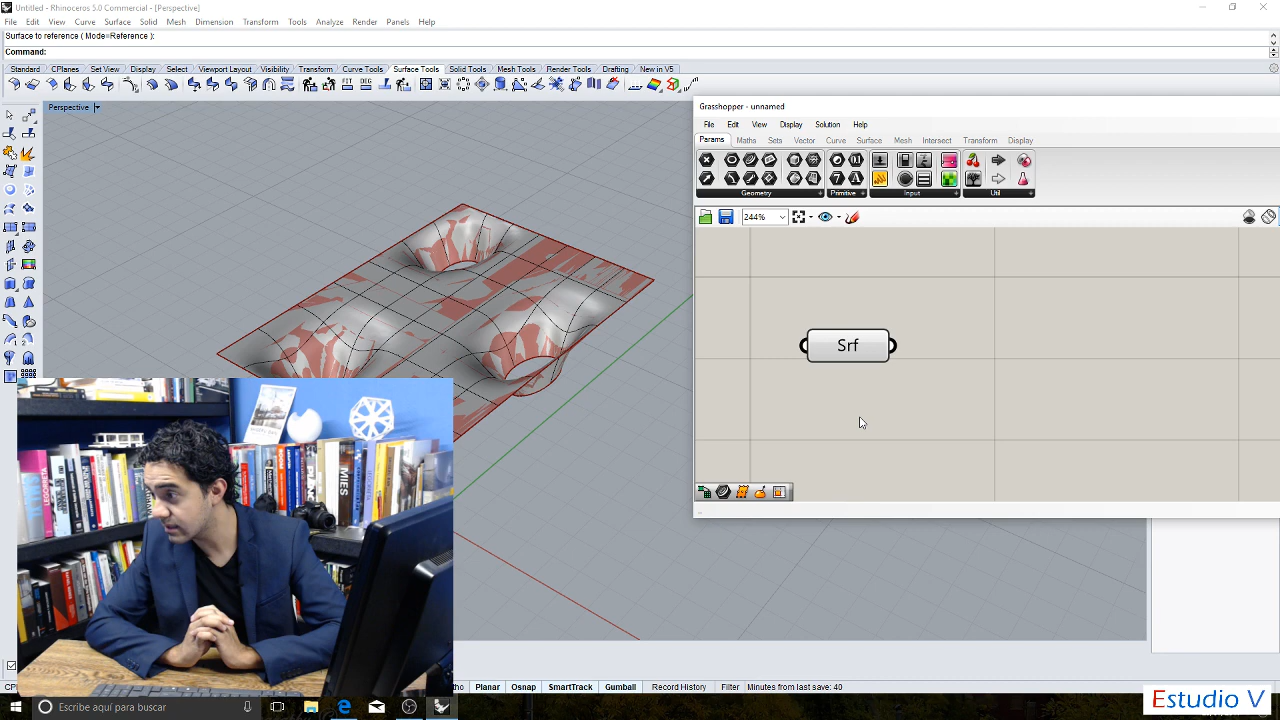 Untitled - Rhinoceros 5.0 Commercial - [Perspective]
File Edit View Curve Surface Solid Mesh Dimension Transform Tools Analyze Render Panels Help
Surface to reference ( Mode=Reference ):
Command:
Standard CPlanes Set View Display Select Viewport Layout Visibility Transform Curve Tools Surface Tools Solid Tools Mesh Tools Render Tools Drafting New in V5
FIT DEG
Perspective
Grasshopper - unnamed
File Edit View Display Solution Help
Params Maths Sets Vector Curve Surface Mesh Intersect Transform Display
Geometry Primitive Input Util
244%
Srf
MIES
Planar Osnap SmartTrack Gumball Record History Filter Minutes from last save: 40
Escribe aquí para buscar
Estudio V